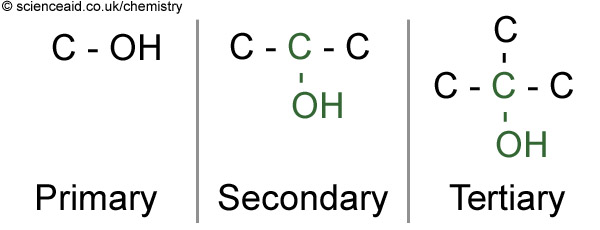 © scienceaid.co.uk/chemistry
C - OH
C - C - C
OH
C
C - C - C
OH
Primary
Secondary
Tertiary